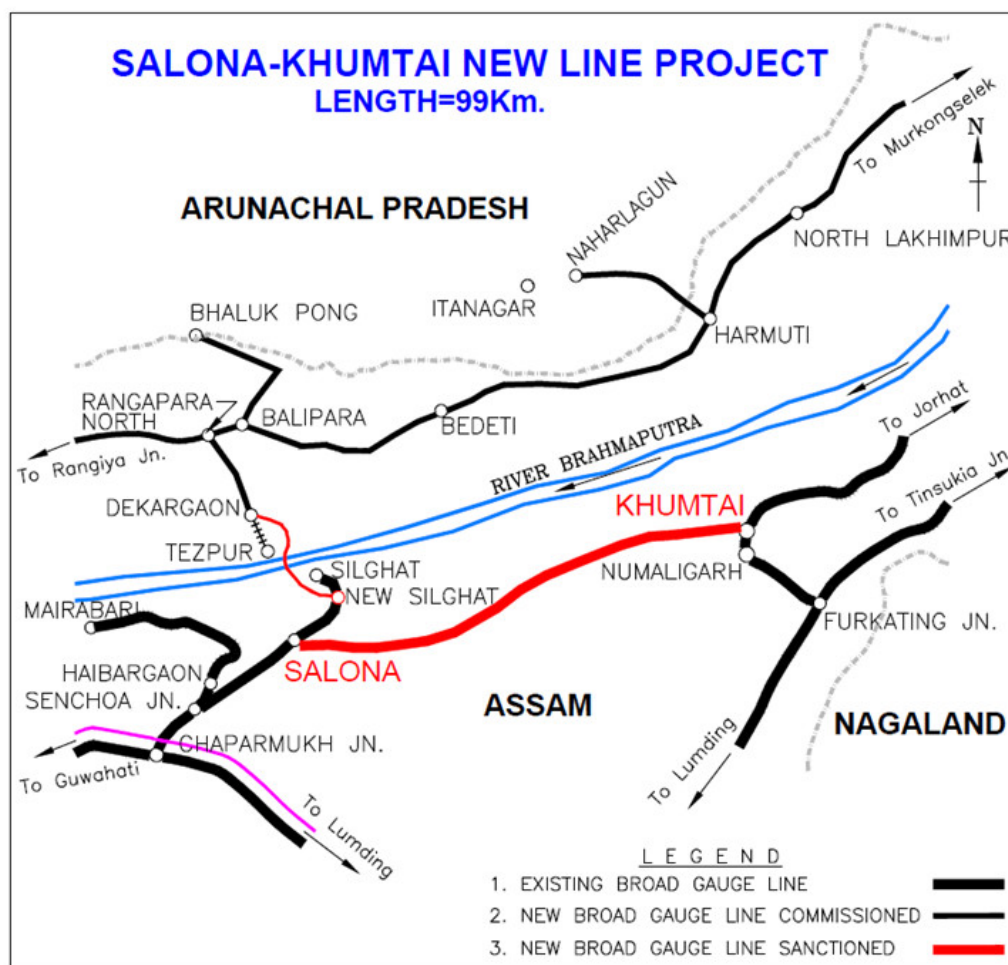 SALONA-KHUMTAI NEW LINE PROJECT
LENGTH=99Km.
To Murkongselek
N
ARUNACHAL PRADESH
NAHARLAGUN
NORTH LAKHIMPUR
ITANAGAR
BHALUK PONG
HARMUTI
RANGAPARA
NORTH
BALIPARA
BEDETI
To Rangiya Jn.
RIVER BRAHMAPUTRA
To Jorhat
To Tinsukia Jn
DEKARGAON
KHUMTAI
TEZPUR
SILGHAT
NUMALIGARH
NEW SILGHAT
MAIRABARI
FURKATING JN.
HAIBARGAON
SALONA
SENCHOA JN.
ASSAM
NAGALAND
CHAPARMUKH JN.
To Guwahati
To Lumding
To Lumding
LEGEND
1. EXISTING BROAD GAUGE LINE
2. NEW BROAD GAUGE LINE COMMISSIONED
3. NEW BROAD GAUGE LINE SANCTIONED